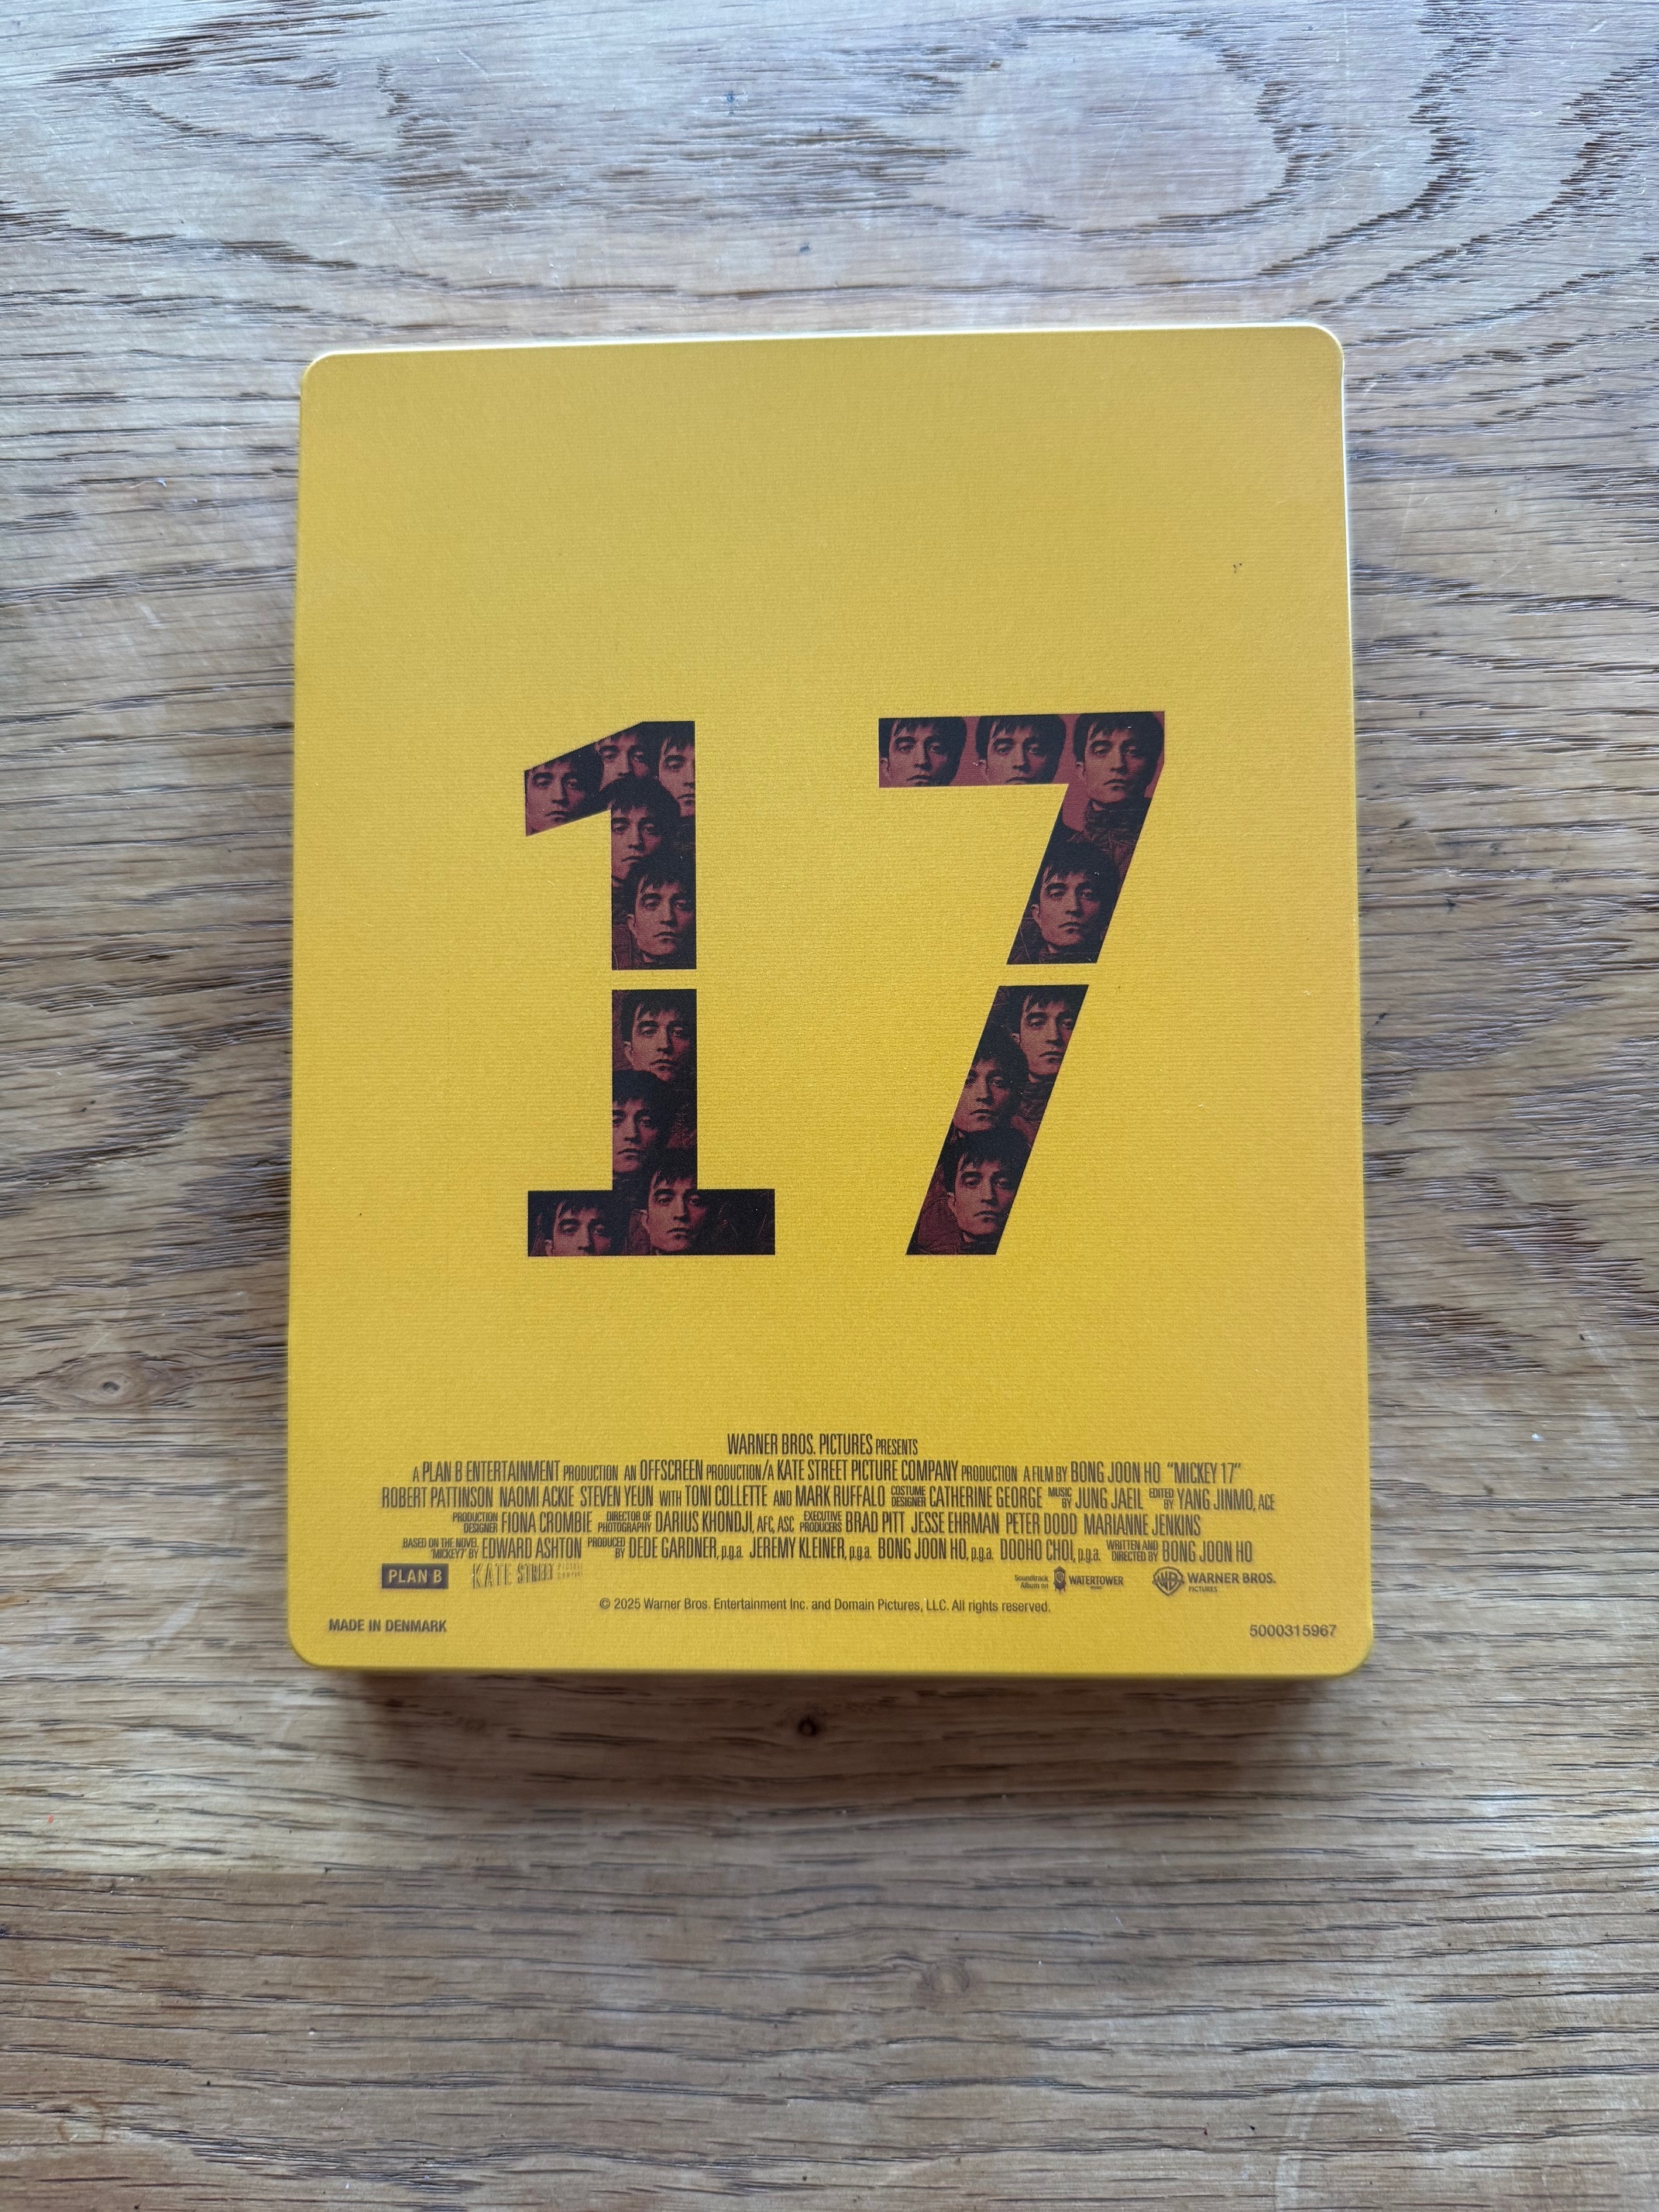 17
WARNER BROS. PICTURES PRESENTS
A PLAN B ENTERTAINMENT PRODUCTION AN OFFSCREEN PRODUCTION/A KATE STREET PICTURE COMPANY PRODUCTION A FILM BY BONG JOON HO "MICKEY 17"
ROBERT PATTINSON NAOMI ACKIE STEVEN YEUN WITH TONI COLLETTE AND MARK RUFFALO COSTUME DESIGNER CATHERINE GEORGE MUSIC BY JUNG JAEIL EDITED BY YANG JINMO, ACE
PRODUCTION DESIGNER FIONA CROMBIE DIRECTOR OF PHOTOGRAPHY DARIUS KHONDJI, AFC, ASC EXECUTIVE PRODUCERS BRAD PITT JESSE EHRMAN PETER DODD MARIANNE JENKINS
BASED ON THE NOVEL 'MICKEY7' BY EDWARD ASHTON PRODUCED BY DEDE GARDNER, p.g.a. JEREMY KLEINER, p.g.a. BONG JOON HO, p.g.a. DOOHO CHOI, p.g.a. WRITTEN AND DIRECTED BY BONG JOON HO
PLAN B KATE STREET PICTURE COMPANY Soundtrack Album on WATERTOWER WB WARNER BROS. PICTURES
© 2025 Warner Bros. Entertainment Inc. and Domain Pictures, LLC. All rights reserved.
MADE IN DENMARK 5000315967